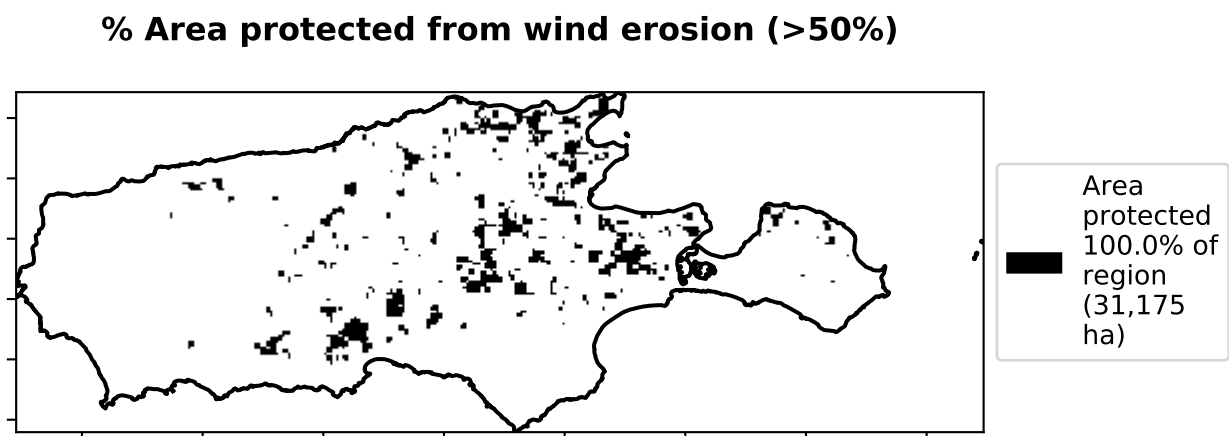 % Area protected from wind erosion (>50%)
Area
protected
100.0% of
region
(31,175
ha)